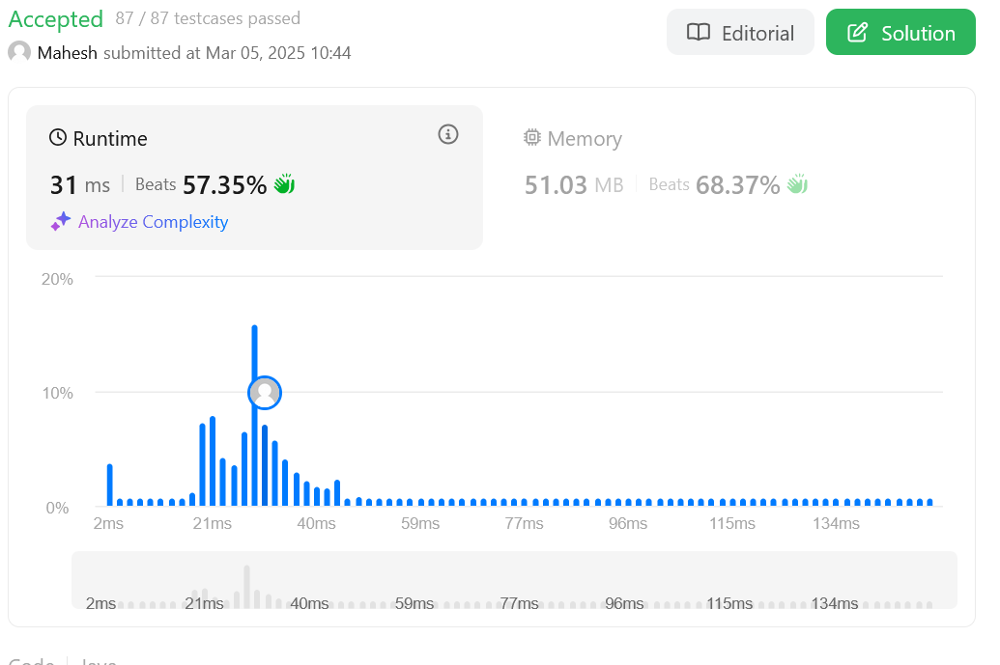 Accepted 87 / 87 testcases passed
Mahesh submitted at Mar 05, 2025 10:44
Editorial
Solution
Runtime
31 ms Beats 57.35%
Analyze Complexity
Memory
51.03 MB Beats 68.37%
20%
10%
0%
2ms 21ms 40ms 59ms 77ms 96ms 115ms 134ms
2ms 21ms 40ms 59ms 77ms 96ms 115ms 134ms
Code Java